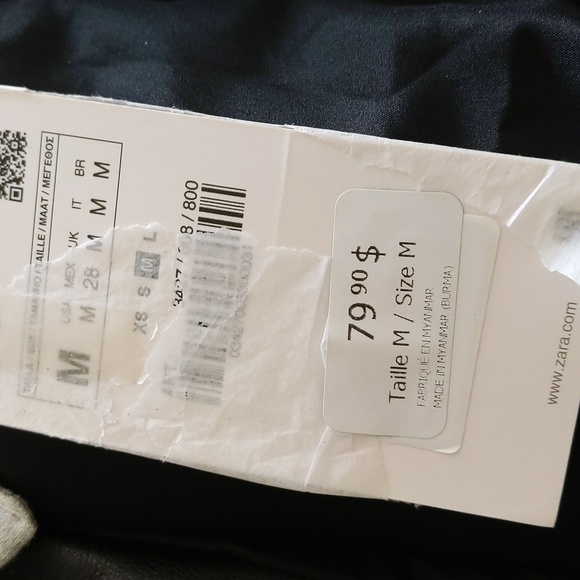 TAILLE / MAAT / ΜΕΓΕΘΟΣ
USA MEX UK IT BR
M 28 M M M
M
XS S M L
/ 800
79 90 $
Taille M / Size M
FABRIQUÉ EN MYANMAR
MADE IN MYANMAR (BURMA)
www.zara.com